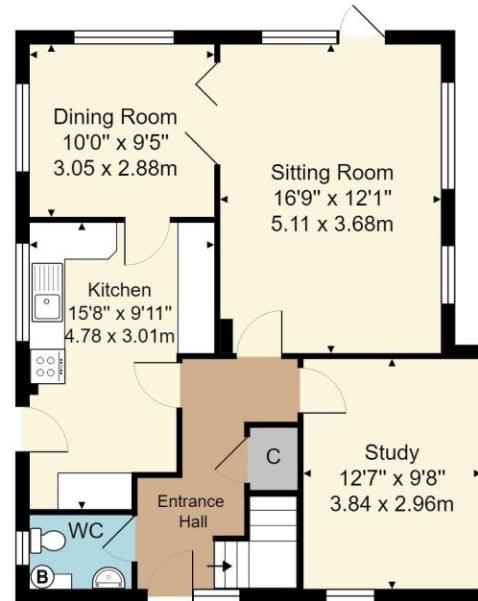 Dining Room
10'0" x 9'5"
3.05 x 2.88m
Sitting Room
16'9" x 12'1"
5.11 x 3.68m
Kitchen
15'8" x 9'11"
4.78 x 3.01m
C
Study
12'7" x 9'8"
3.84 x 2.96m
Entrance
Hall
WC
B